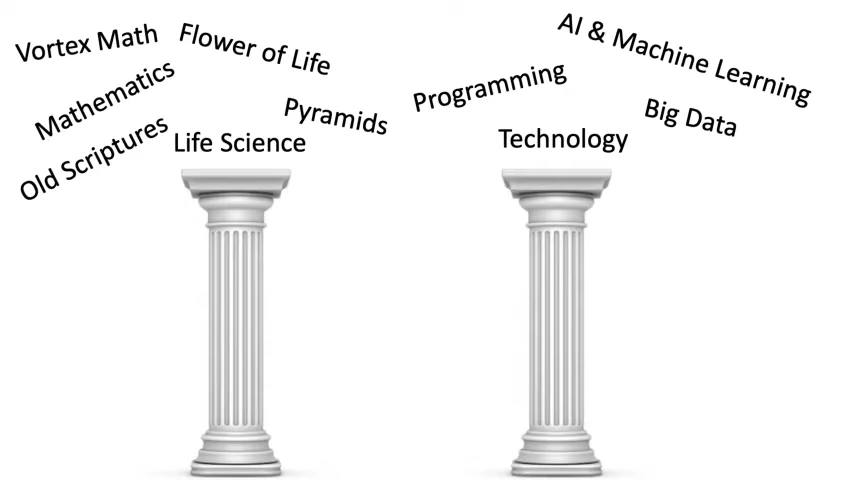 Vortex Math
Flower of Life
Mathematics
Pyramids
Old Scriptures
Life Science
AI & Machine Learning
Programming
Big Data
Technology